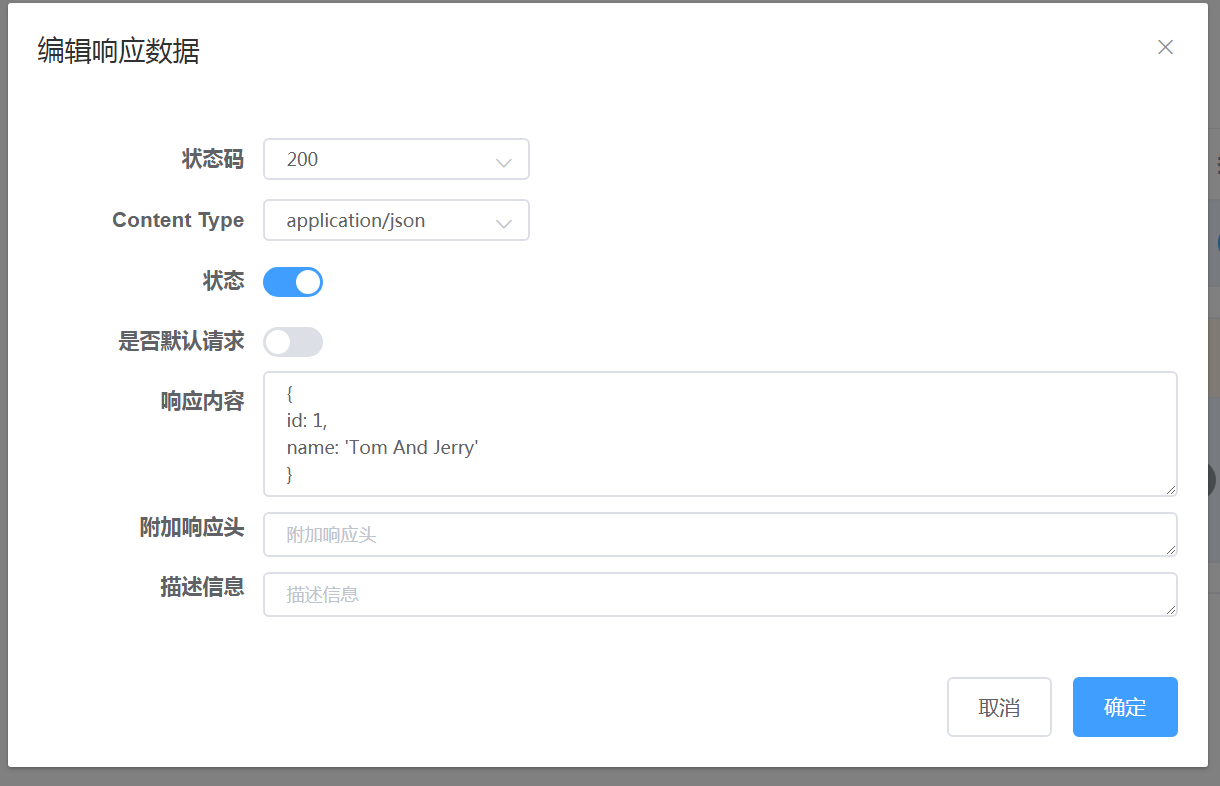 编辑响应数据
状态码 200
Content Type application/json
状态
是否默认请求
响应内容
{
id: 1,
name: 'Tom And Jerry'
}
附加响应头 附加响应头
描述信息 描述信息
取消 确定